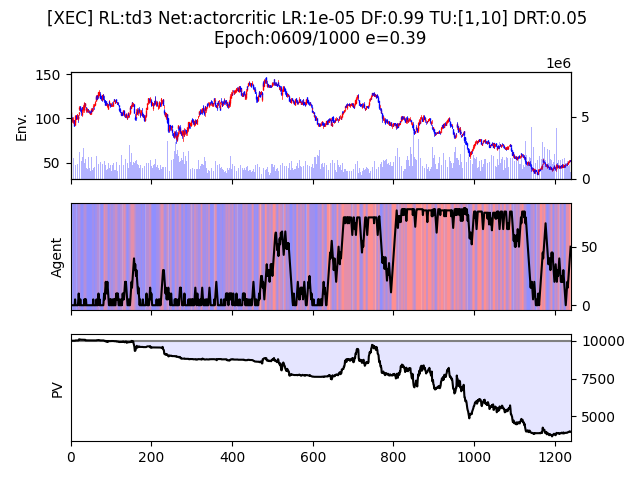 [XEC] RL:td3 Net:actorcritic LR:1e-05 DF:0.99 TU:[1,10] DRT:0.05
Epoch:0609/1000 e=0.39
1e6
150
100
50
Env.
5
0
Agent
50
0
PV
10000
7500
5000
0 200 400 600 800 1000 1200